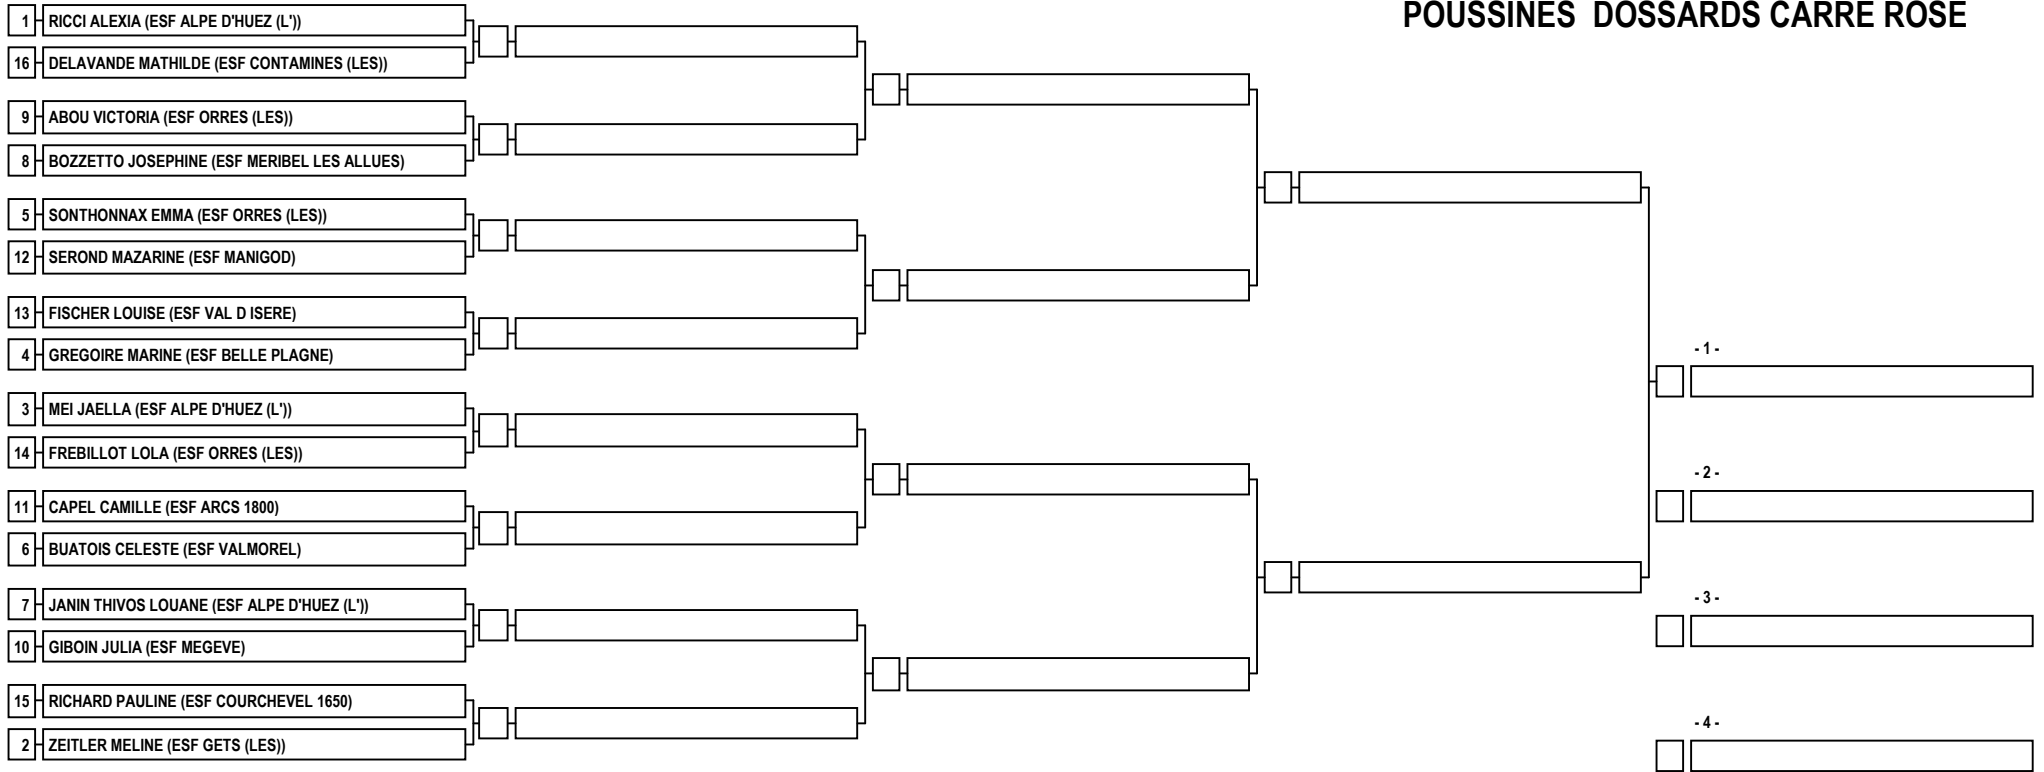 POUSSINES DOSSARDS CARRE ROSE
1 RICCI ALEXIA (ESF ALPE D'HUEZ (L'))
16 DELAVANDE MATHILDE (ESF CONTAMINES (LES))
9 ABOU VICTORIA (ESF ORRES (LES))
8 BOZZETTO JOSEPHINE (ESF MERIBEL LES ALLUES)
5 SONTHONNAX EMMA (ESF ORRES (LES))
12 SEROND MAZARINE (ESF MANIGOD)
13 FISCHER LOUISE (ESF VAL D ISERE)
4 GREGOIRE MARINE (ESF BELLE PLAGNE)
3 MEI JAELLA (ESF ALPE D'HUEZ (L'))
14 FREBILLOT LOLA (ESF ORRES (LES))
11 CAPEL CAMILLE (ESF ARCS 1800)
6 BUATOIS CELESTE (ESF VALMOREL)
7 JANIN THIVOS LOUANE (ESF ALPE D'HUEZ (L'))
10 GIBOIN JULIA (ESF MEGEVE)
15 RICHARD PAULINE (ESF COURCHEVEL 1650)
2 ZEITLER MELINE (ESF GETS (LES))
- 1 -
- 2 -
- 3 -
- 4 -